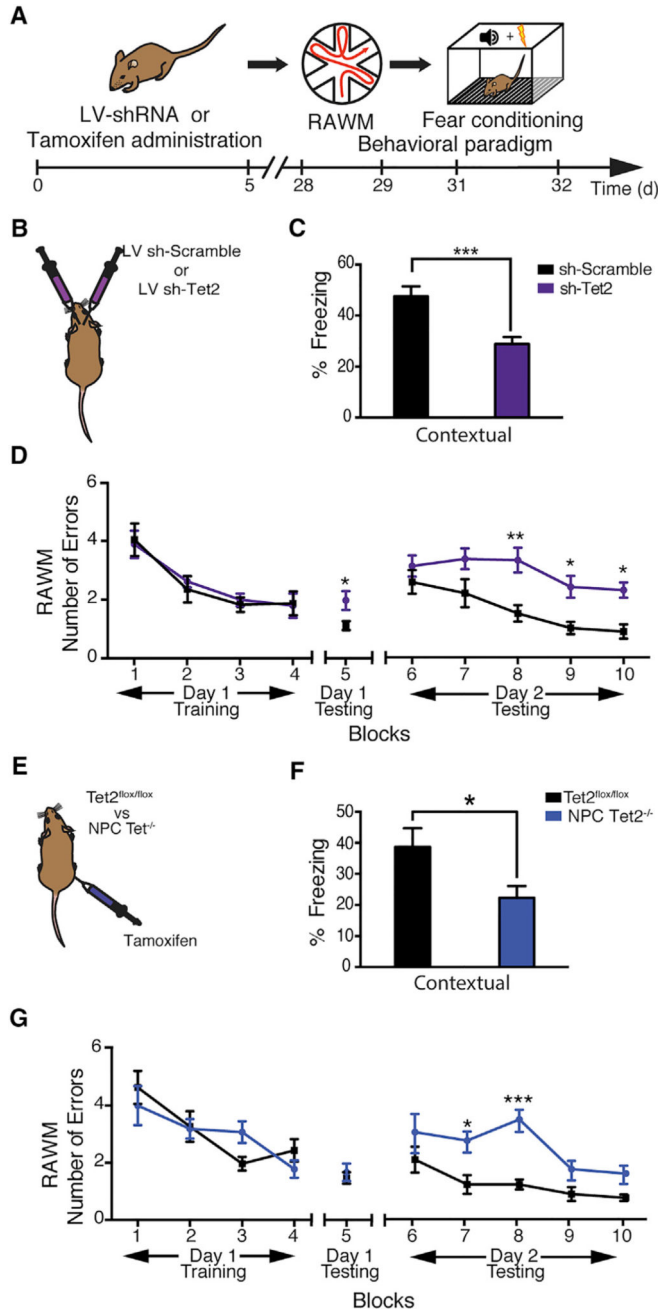 A
LV-shRNA or
Tamoxifen administration
RAWM
+
Fear conditioning
Behavioral paradigm
0 5 28 29 31 32 Time (d)
B
LV sh-Scramble
or
LV sh-Tet2
C
% Freezing
60
40
20
0
***
Contextual
sh-Scramble
sh-Tet2
D
RAWM
Number of Errors
6
4
2
0
* ** * *
1 2 3 4 5 6 7 8 9 10
Day 1 Day 1 Day 2
Training Testing Testing
Blocks
E
Tet2flox/flox
vs
NPC Tet-/-
Tamoxifen
F
% Freezing
50
40
30
20
10
0
*
Contextual
Tet2flox/flox
NPC Tet2-/-
G
RAWM
Number of Errors
6
4
2
0
* ***
1 2 3 4 5 6 7 8 9 10
Day 1 Day 1 Day 2
Training Testing Testing
Blocks